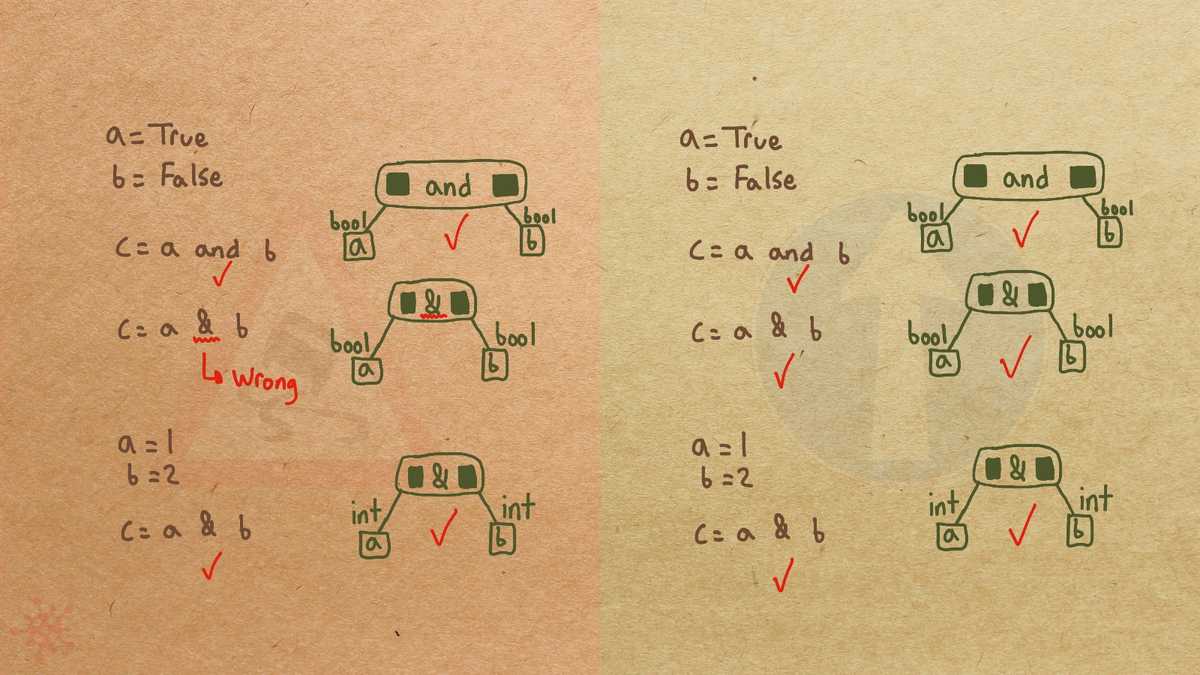 a = True
b = False
c = a and b
c = a & b
Wrong
a = 1
b = 2
c = a & b
and
bool
bool
a
b
&
bool
bool
a
b
&
int
int
a
b
a = True
b = False
c = a and b
c = a & b
a = 1
b = 2
c = a & b
and
bool
bool
a
b
&
bool
bool
a
b
&
int
int
a
b